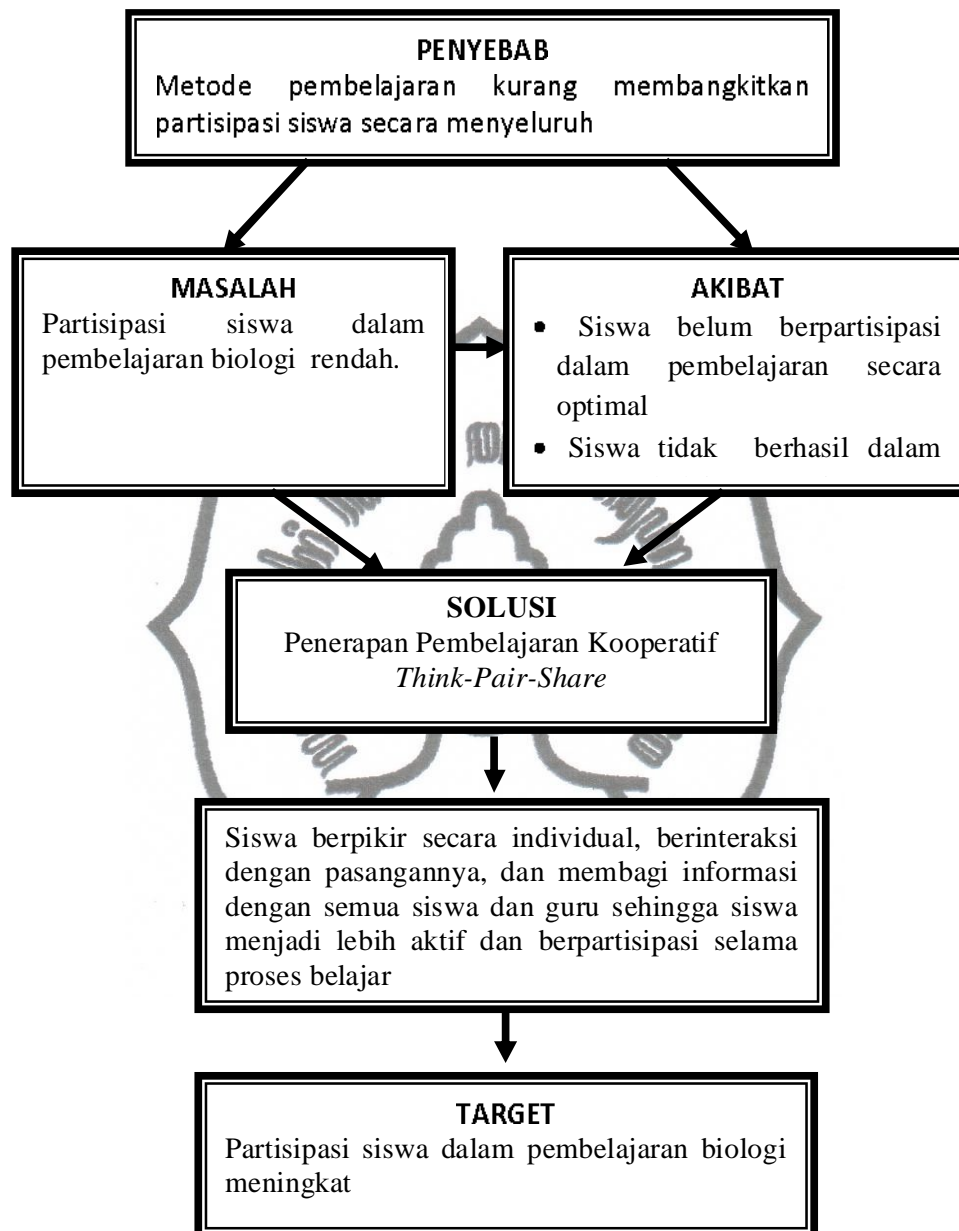 PENYEBAB
Metode pembelajaran kurang membangkitkan
partisipasi siswa secara menyeluruh
MASALAH
Partisipasi siswa dalam
pembelajaran biologi rendah.
AKIBAT
• Siswa belum berpartisipasi
dalam pembelajaran secara
optimal
• Siswa tidak berhasil dalam
SOLUSI
Penerapan Pembelajaran Kooperatif
Think-Pair-Share
Siswa berpikir secara individual, berinteraksi
dengan pasangannya, dan membagi informasi
dengan semua siswa dan guru sehingga siswa
menjadi lebih aktif dan berpartisipasi selama
proses belajar
TARGET
Partisipasi siswa dalam pembelajaran biologi
meningkat